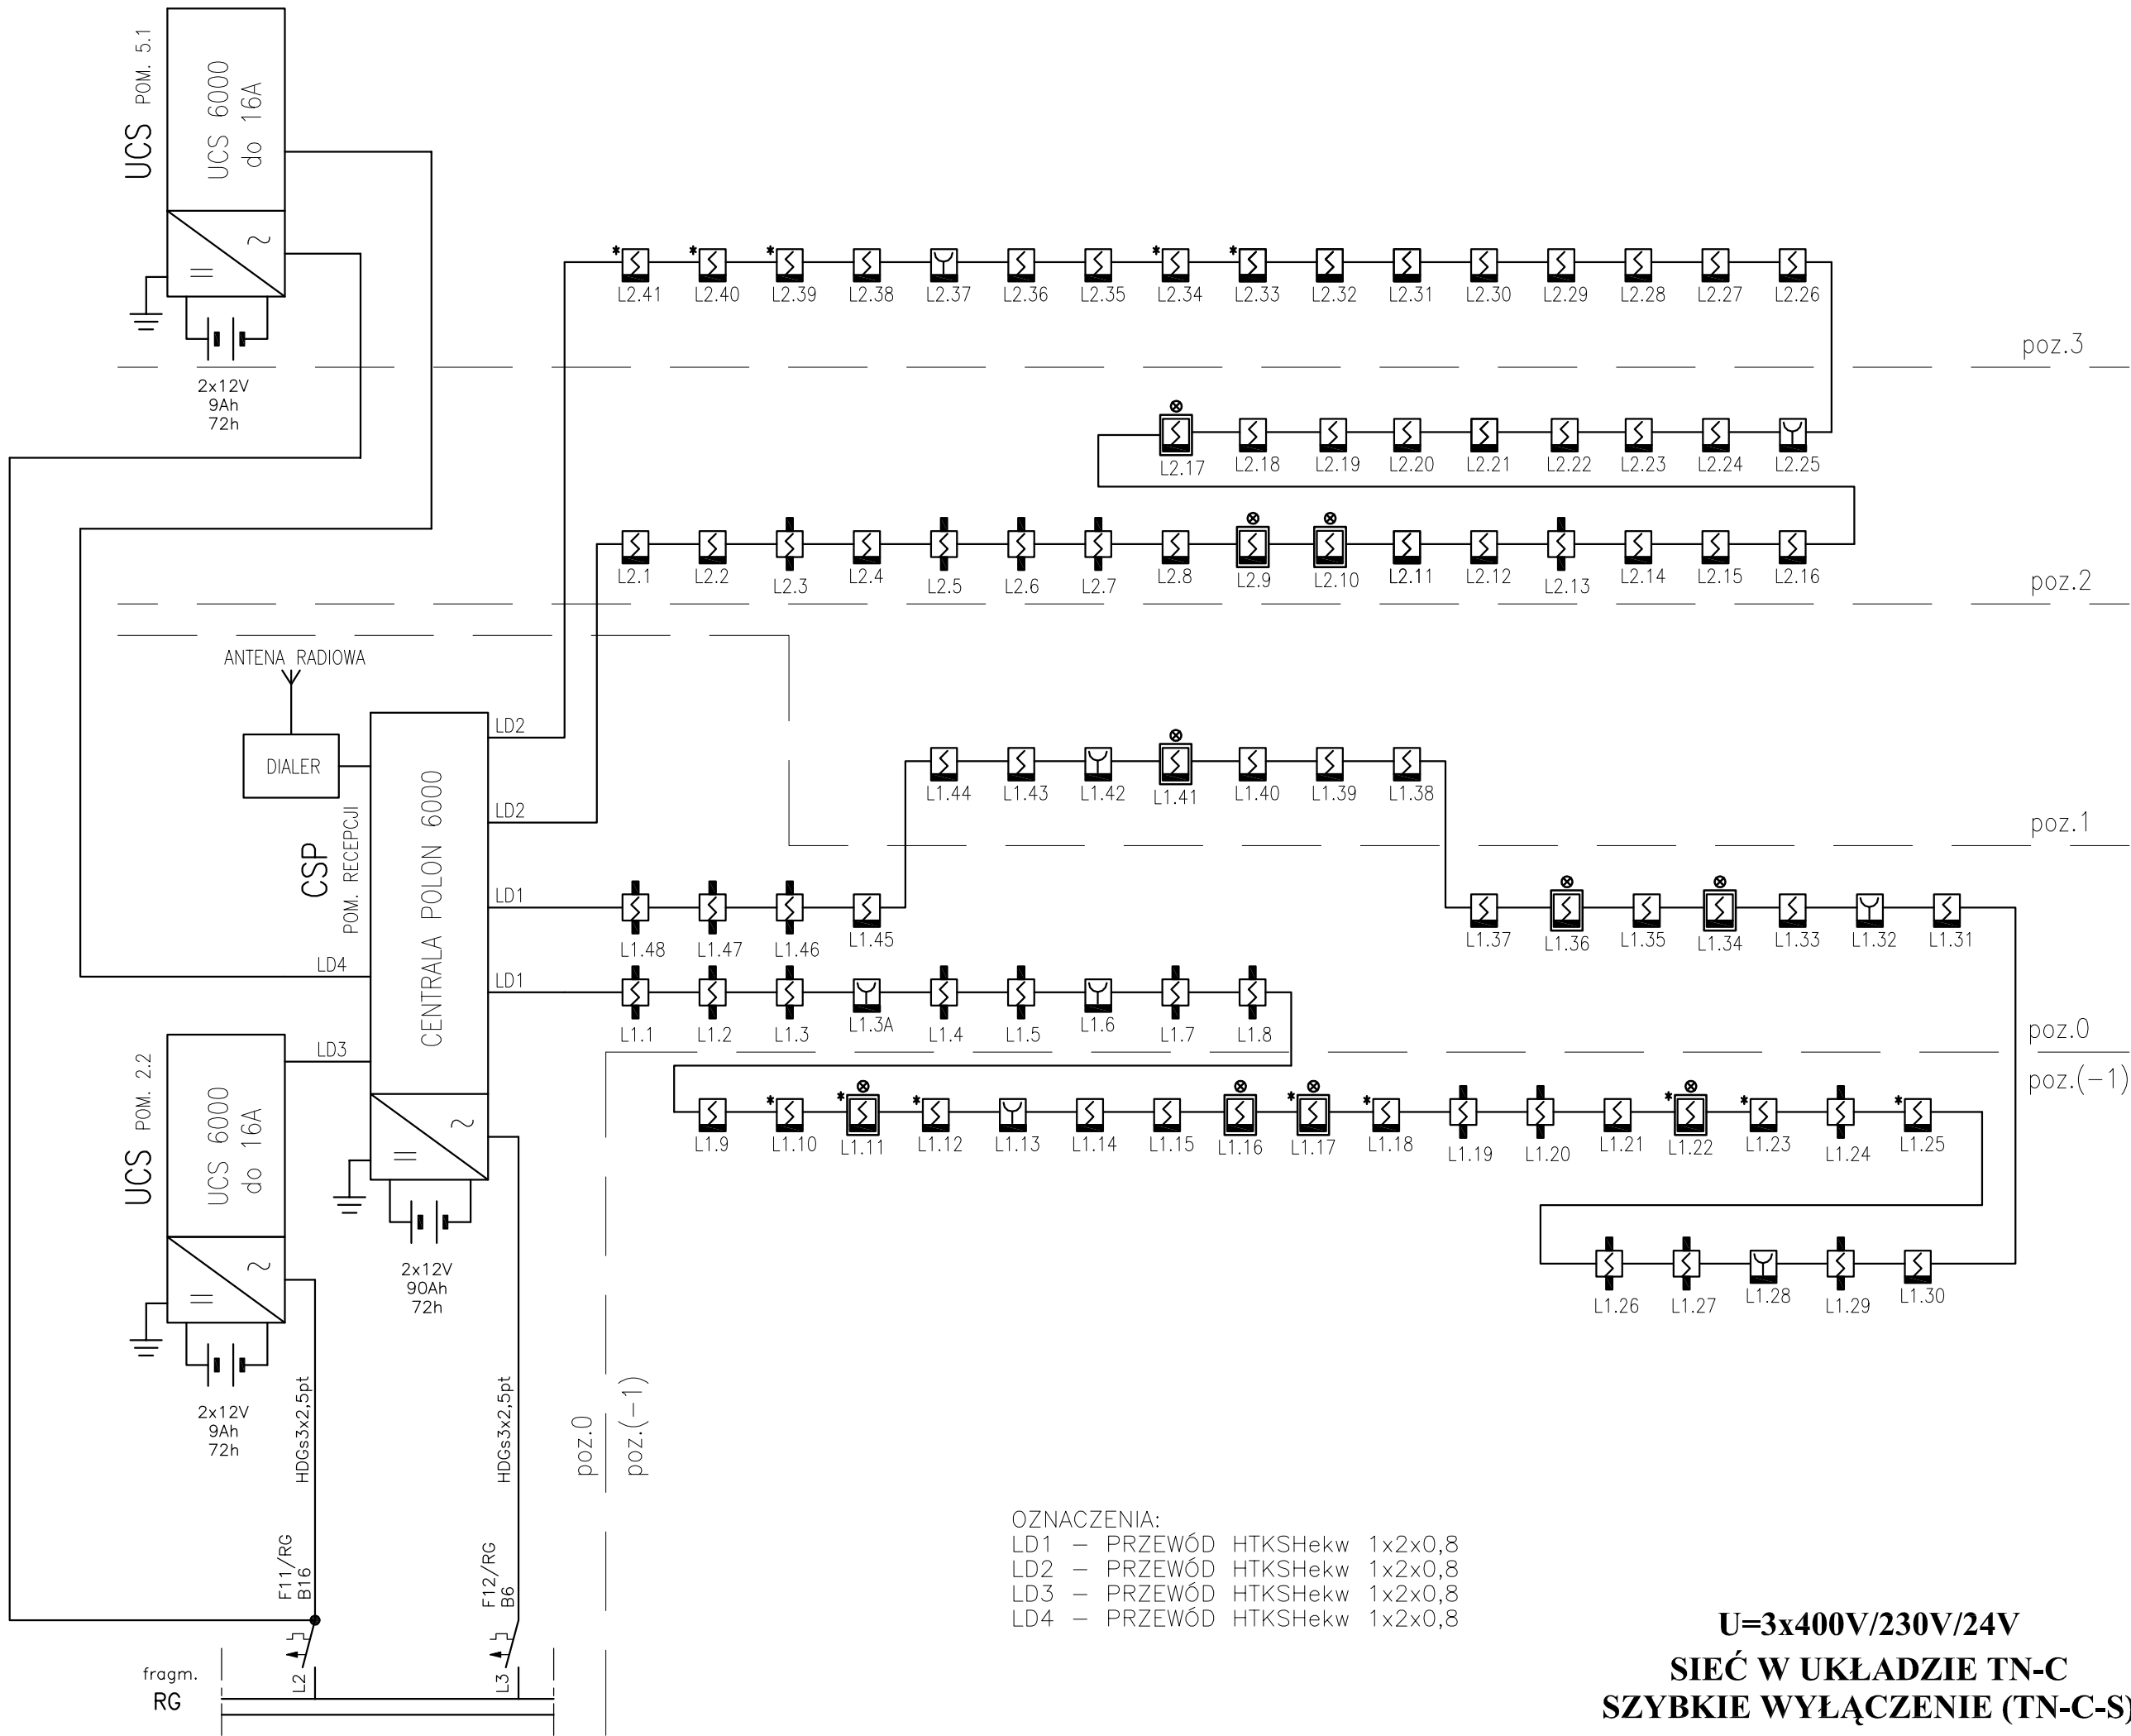 UCS POM. 5.1
UCS 6000
do 16A
2x12V
9Ah
72h
* * * * *
L2.41 L2.40 L2.39 L2.38 L2.37 L2.36 L2.35 L2.34 L2.33 L2.32 L2.31 L2.30 L2.29 L2.28 L2.27 L2.26
poz.3
L2.17 L2.18 L2.19 L2.20 L2.21 L2.22 L2.23 L2.24 L2.25
L2.1 L2.2 L2.3 L2.4 L2.5 L2.6 L2.7 L2.8 L2.9 L2.10 L2.11 L2.12 L2.13 L2.14 L2.15 L2.16
poz.2
ANTENA RADIOWA
DIALER
CSP
POM. RECEPCJI
CENTRALA POLON 6000
LD2
LD2
LD1
LD1
LD4
LD3
2x12V
90Ah
72h
L1.44 L1.43 L1.42 L1.41 L1.40 L1.39 L1.38
poz.1
L1.48 L1.47 L1.46 L1.45
L1.37 L1.36 L1.35 L1.34 L1.33 L1.32 L1.31
L1.1 L1.2 L1.3 L1.3A L1.4 L1.5 L1.6 L1.7 L1.8
poz.0
poz.(-1)
* * * * * * * *
L1.9 L1.10 L1.11 L1.12 L1.13 L1.14 L1.15 L1.16 L1.17 L1.18 L1.19 L1.20 L1.21 L1.22 L1.23 L1.24 L1.25
L1.26 L1.27 L1.28 L1.29 L1.30
UCS POM. 2.2
UCS 6000
do 16A
2x12V
9Ah
72h
HDGs3x2,5pt
HDGs3x2,5pt
poz.0
poz.(-1)
F11/RG
B16
F12/RG
B6
L2
L3
fragm.
RG
OZNACZENIA:
LD1 – PRZEWÓD HTKSHekw 1x2x0,8
LD2 – PRZEWÓD HTKSHekw 1x2x0,8
LD3 – PRZEWÓD HTKSHekw 1x2x0,8
LD4 – PRZEWÓD HTKSHekw 1x2x0,8
U=3x400V/230V/24V
SIEĆ W UKŁADZIE TN-C
SZYBKIE WYŁĄCZENIE (TN-C-S)